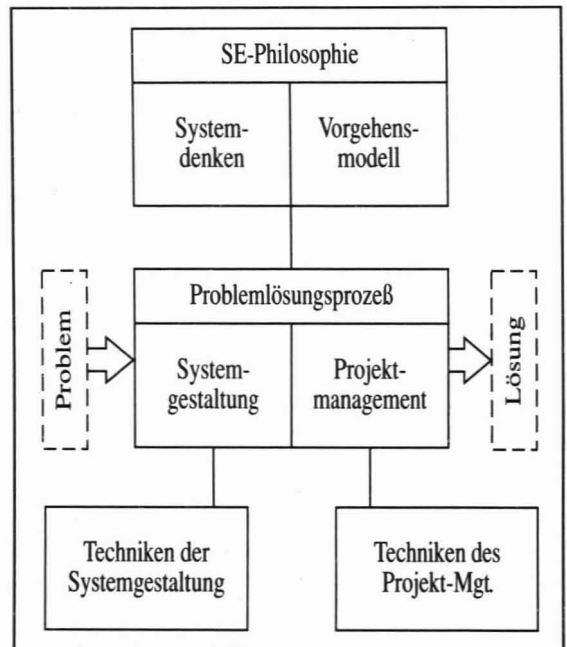 SE-Philosophie
System-
denken
Vorgehens-
modell
Problemlösungsprozeß
Problem
System-
gestaltung
Projekt-
management
Lösung
Techniken der
Systemgestaltung
Techniken des
Projekt-Mgt.